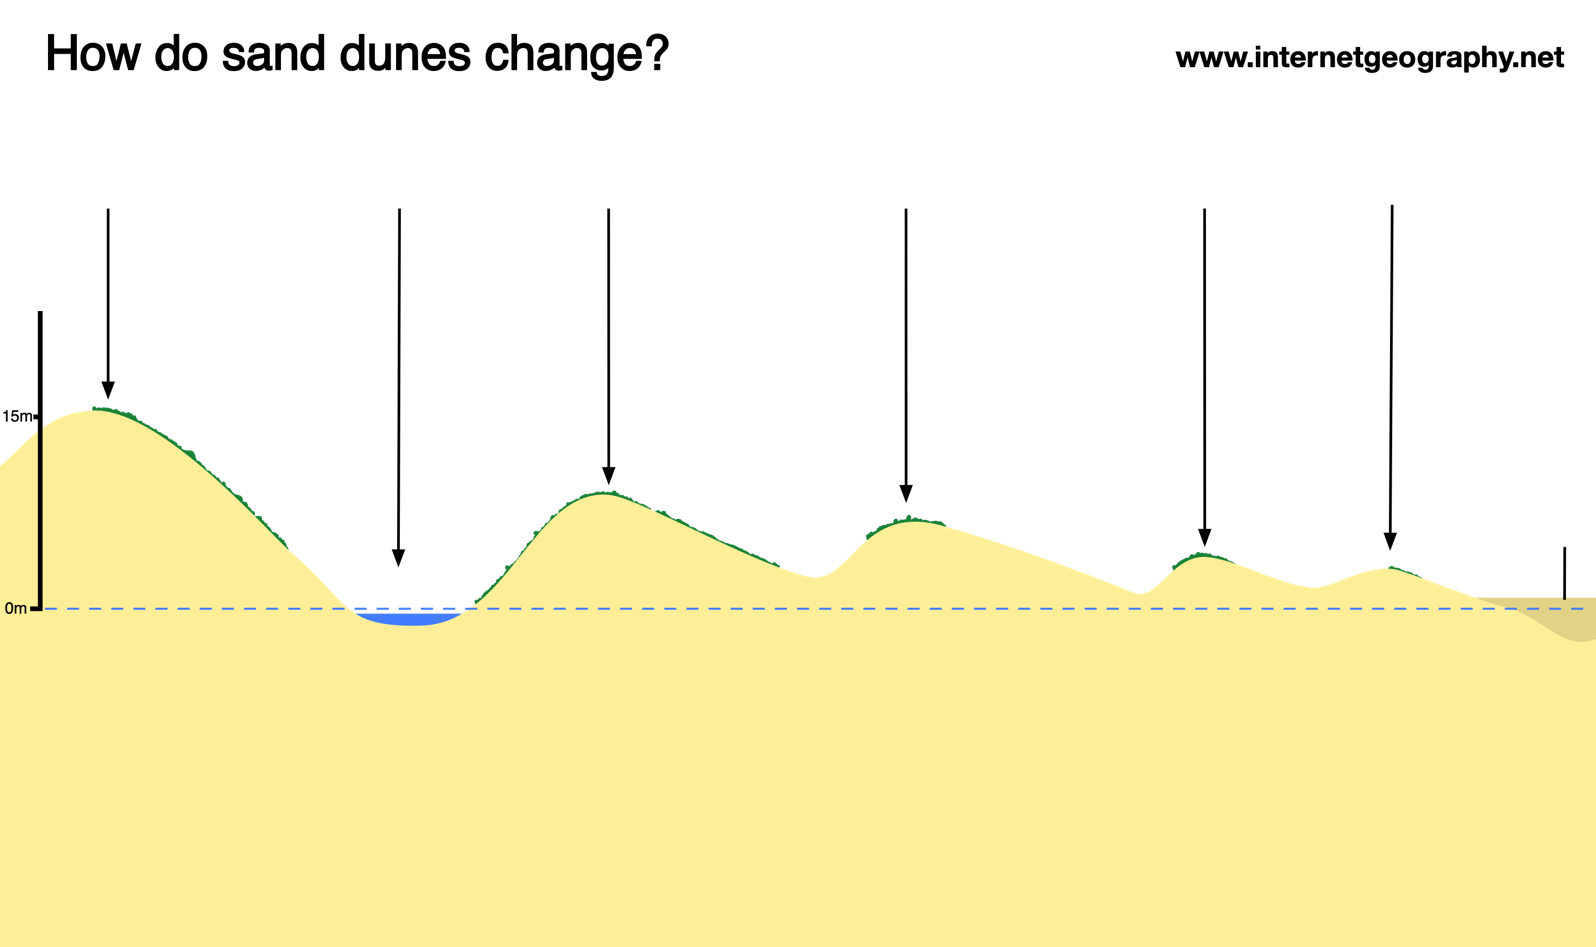 How do sand dunes change?
www.internetgeography.net
15m
0m